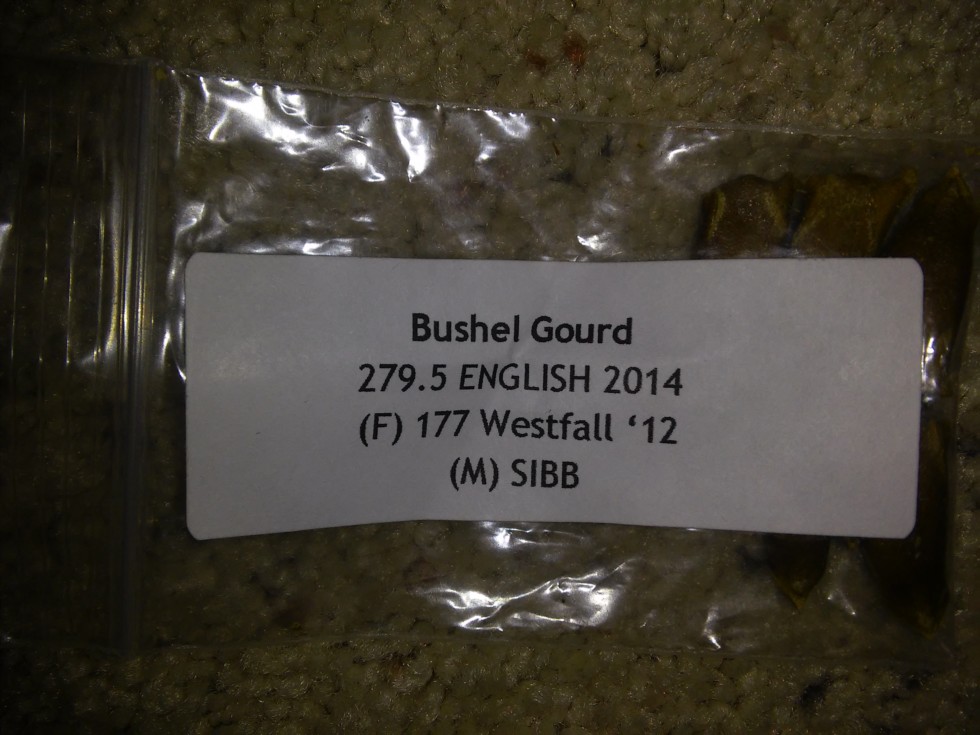 Bushel Gourd
279.5 ENGLISH 2014
(F) 177 Westfall ‘12
(M) SIBB